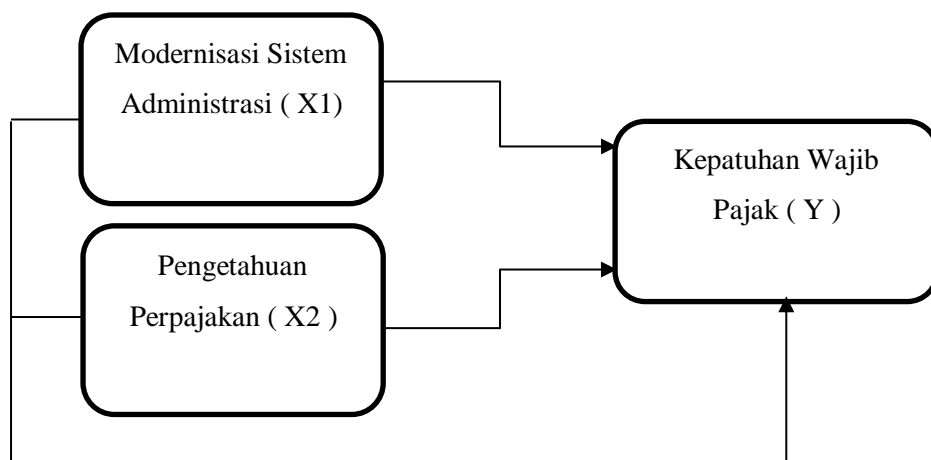 Modernisasi Sistem
Administrasi ( X1)
Kepatuhan Wajib
Pajak ( Y )
Pengetahuan
Perpajakan ( X2 )